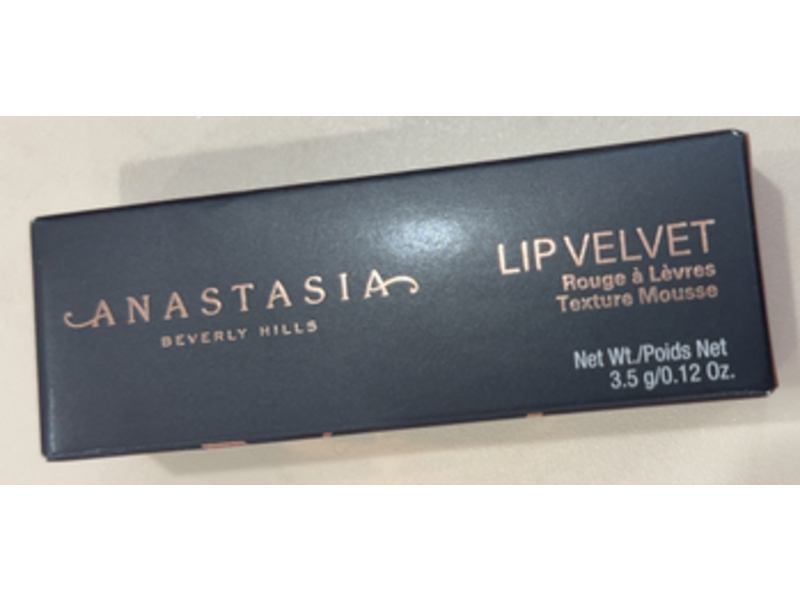 ANASTASIA
BEVERLY HILLS
LIP VELVET
Rouge à Lèvres
Texture Mousse
Net Wt./Poids Net
3.5 g/0.12 Oz.